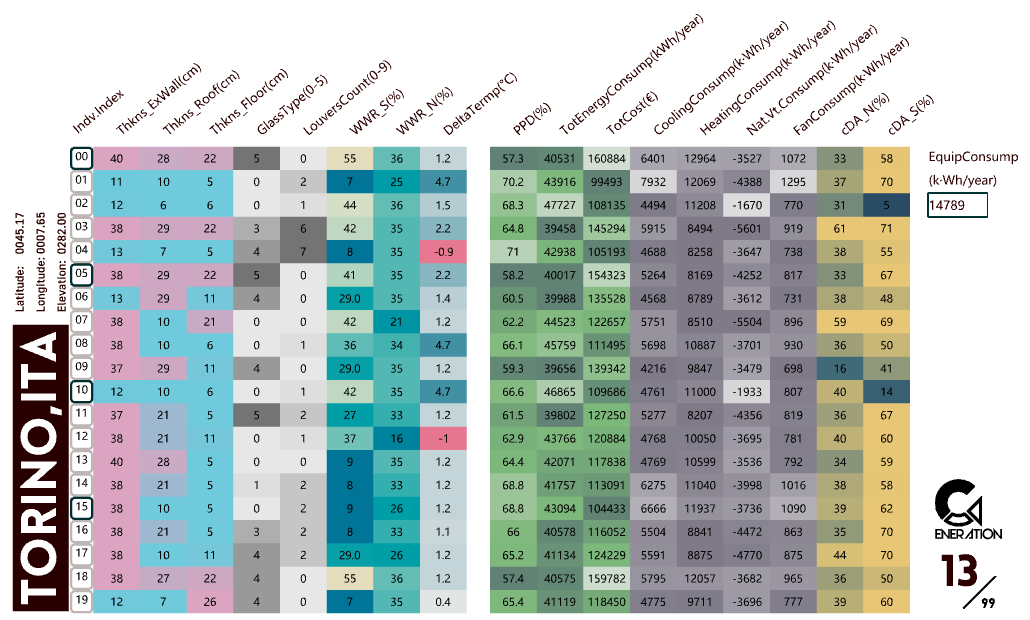 Indv.Index Thkns_ExWall(cm) Thkns_Roof(cm) Thkns_Floor(cm) GlassType(0-5) LouversCount(0-9) WWR_S(%) WWR_N(%) DeltaTermp(°C) PPD(%) TotEnergyConsump(kWh/year) TotCost(€) CoolingConsump(k·Wh/year) HeatingConsump(k·Wh/year) Nat.Vt.Consump(k·Wh/year) FanConsump(k·Wh/year) cDA_N(%) cDA_S(%)
00 40 28 22 5 0 55 36 1.2 57.3 40531 160884 6401 12964 -3527 1072 33 58
01 11 10 5 0 2 7 25 4.7 70.2 43916 99493 7932 12069 -4388 1295 37 70
02 12 6 6 0 1 44 36 1.5 68.3 47727 108135 4494 11208 -1670 770 31 5
03 38 29 22 3 6 42 35 2.2 64.8 39458 145294 5915 8494 -5601 919 61 71
04 13 7 5 4 7 8 35 -0.9 71 42938 105193 4688 8258 -3647 738 38 55
05 38 29 22 5 0 41 35 2.2 58.2 40017 154323 5264 8169 -4252 817 33 67
06 13 29 11 4 0 29.0 35 1.4 60.5 39988 135528 4568 8789 -3612 731 38 48
07 38 10 21 0 0 42 21 1.2 62.2 44523 122657 5751 8510 -5504 896 59 69
08 38 10 6 0 1 36 34 4.7 66.1 45759 111495 5698 10887 -3701 930 36 50
09 37 29 11 4 0 29.0 35 1.2 59.3 39656 139342 4216 9847 -3479 698 16 41
10 12 10 6 0 1 42 35 4.7 66.6 46865 109686 4761 11000 -1933 807 40 14
11 37 21 5 5 2 27 33 1.2 61.5 39802 127250 5277 8207 -4356 819 36 67
12 38 21 11 0 1 37 16 -1 62.9 43766 120884 4768 10050 -3695 781 40 60
13 40 28 5 0 0 9 35 1.2 64.4 42071 117838 4769 10599 -3536 792 34 59
14 38 21 5 1 2 8 33 1.2 68.8 41757 113091 6275 11040 -3998 1016 38 58
15 38 10 5 0 2 9 26 1.2 68.8 43094 104433 6666 11937 -3736 1090 39 62
16 38 21 5 3 2 8 33 1.1 66 40578 116052 5504 8841 -4472 863 35 70
17 38 10 11 4 2 29.0 26 1.2 65.2 41134 124229 5591 8875 -4770 875 44 70
18 38 27 22 4 0 55 36 1.2 57.4 40575 159782 5795 12057 -3682 965 36 50
19 12 7 26 4 0 7 35 0.4 65.4 41119 118450 4775 9711 -3696 777 39 60
EquipConsump
(k·Wh/year)
14789
Latitude: 0045.17
Longitude: 0007.65
Elevation: 0282.00
TORINO,ITA
ENERATION
13/99